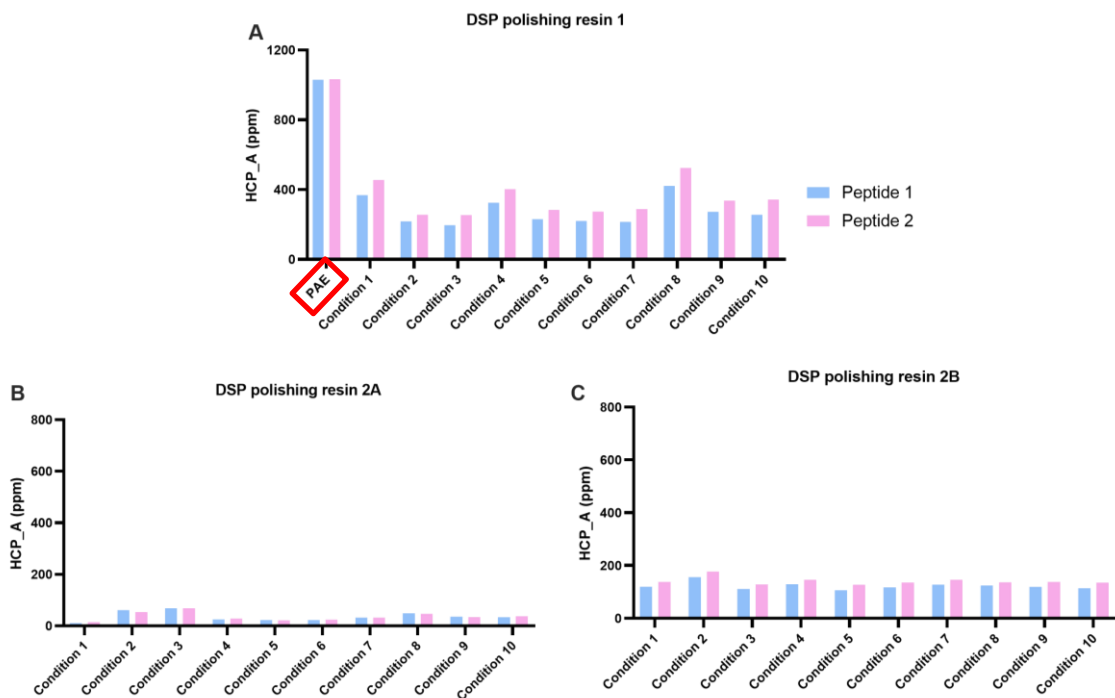 DSP polishing resin 1
A
1200
800
400
0
HCP_A (ppm)
PAE
Condition 1
Condition 2
Condition 3
Condition 4
Condition 5
Condition 6
Condition 7
Condition 8
Condition 9
Condition 10
Peptide 1
Peptide 2
B
DSP polishing resin 2A
800
600
400
200
0
HCP_A (ppm)
Condition 1
Condition 2
Condition 3
Condition 4
Condition 5
Condition 6
Condition 7
Condition 8
Condition 9
Condition 10
C
DSP polishing resin 2B
800
600
400
200
0
HCP_A (ppm)
Condition 1
Condition 2
Condition 3
Condition 4
Condition 5
Condition 6
Condition 7
Condition 8
Condition 9
Condition 10